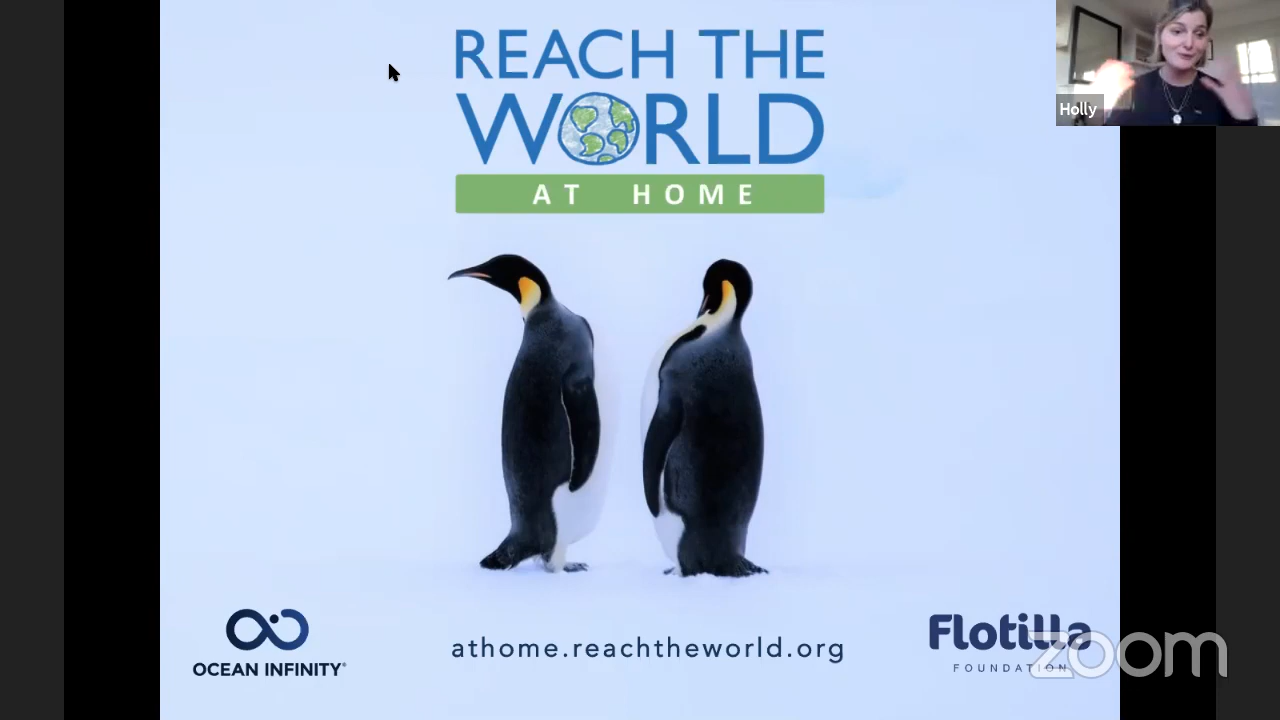 REACH THE
WORLD
AT HOME
Holly
OCEAN INFINITY®
athome.reachtheworld.org
Flotilla
FOUNDATION
zoom